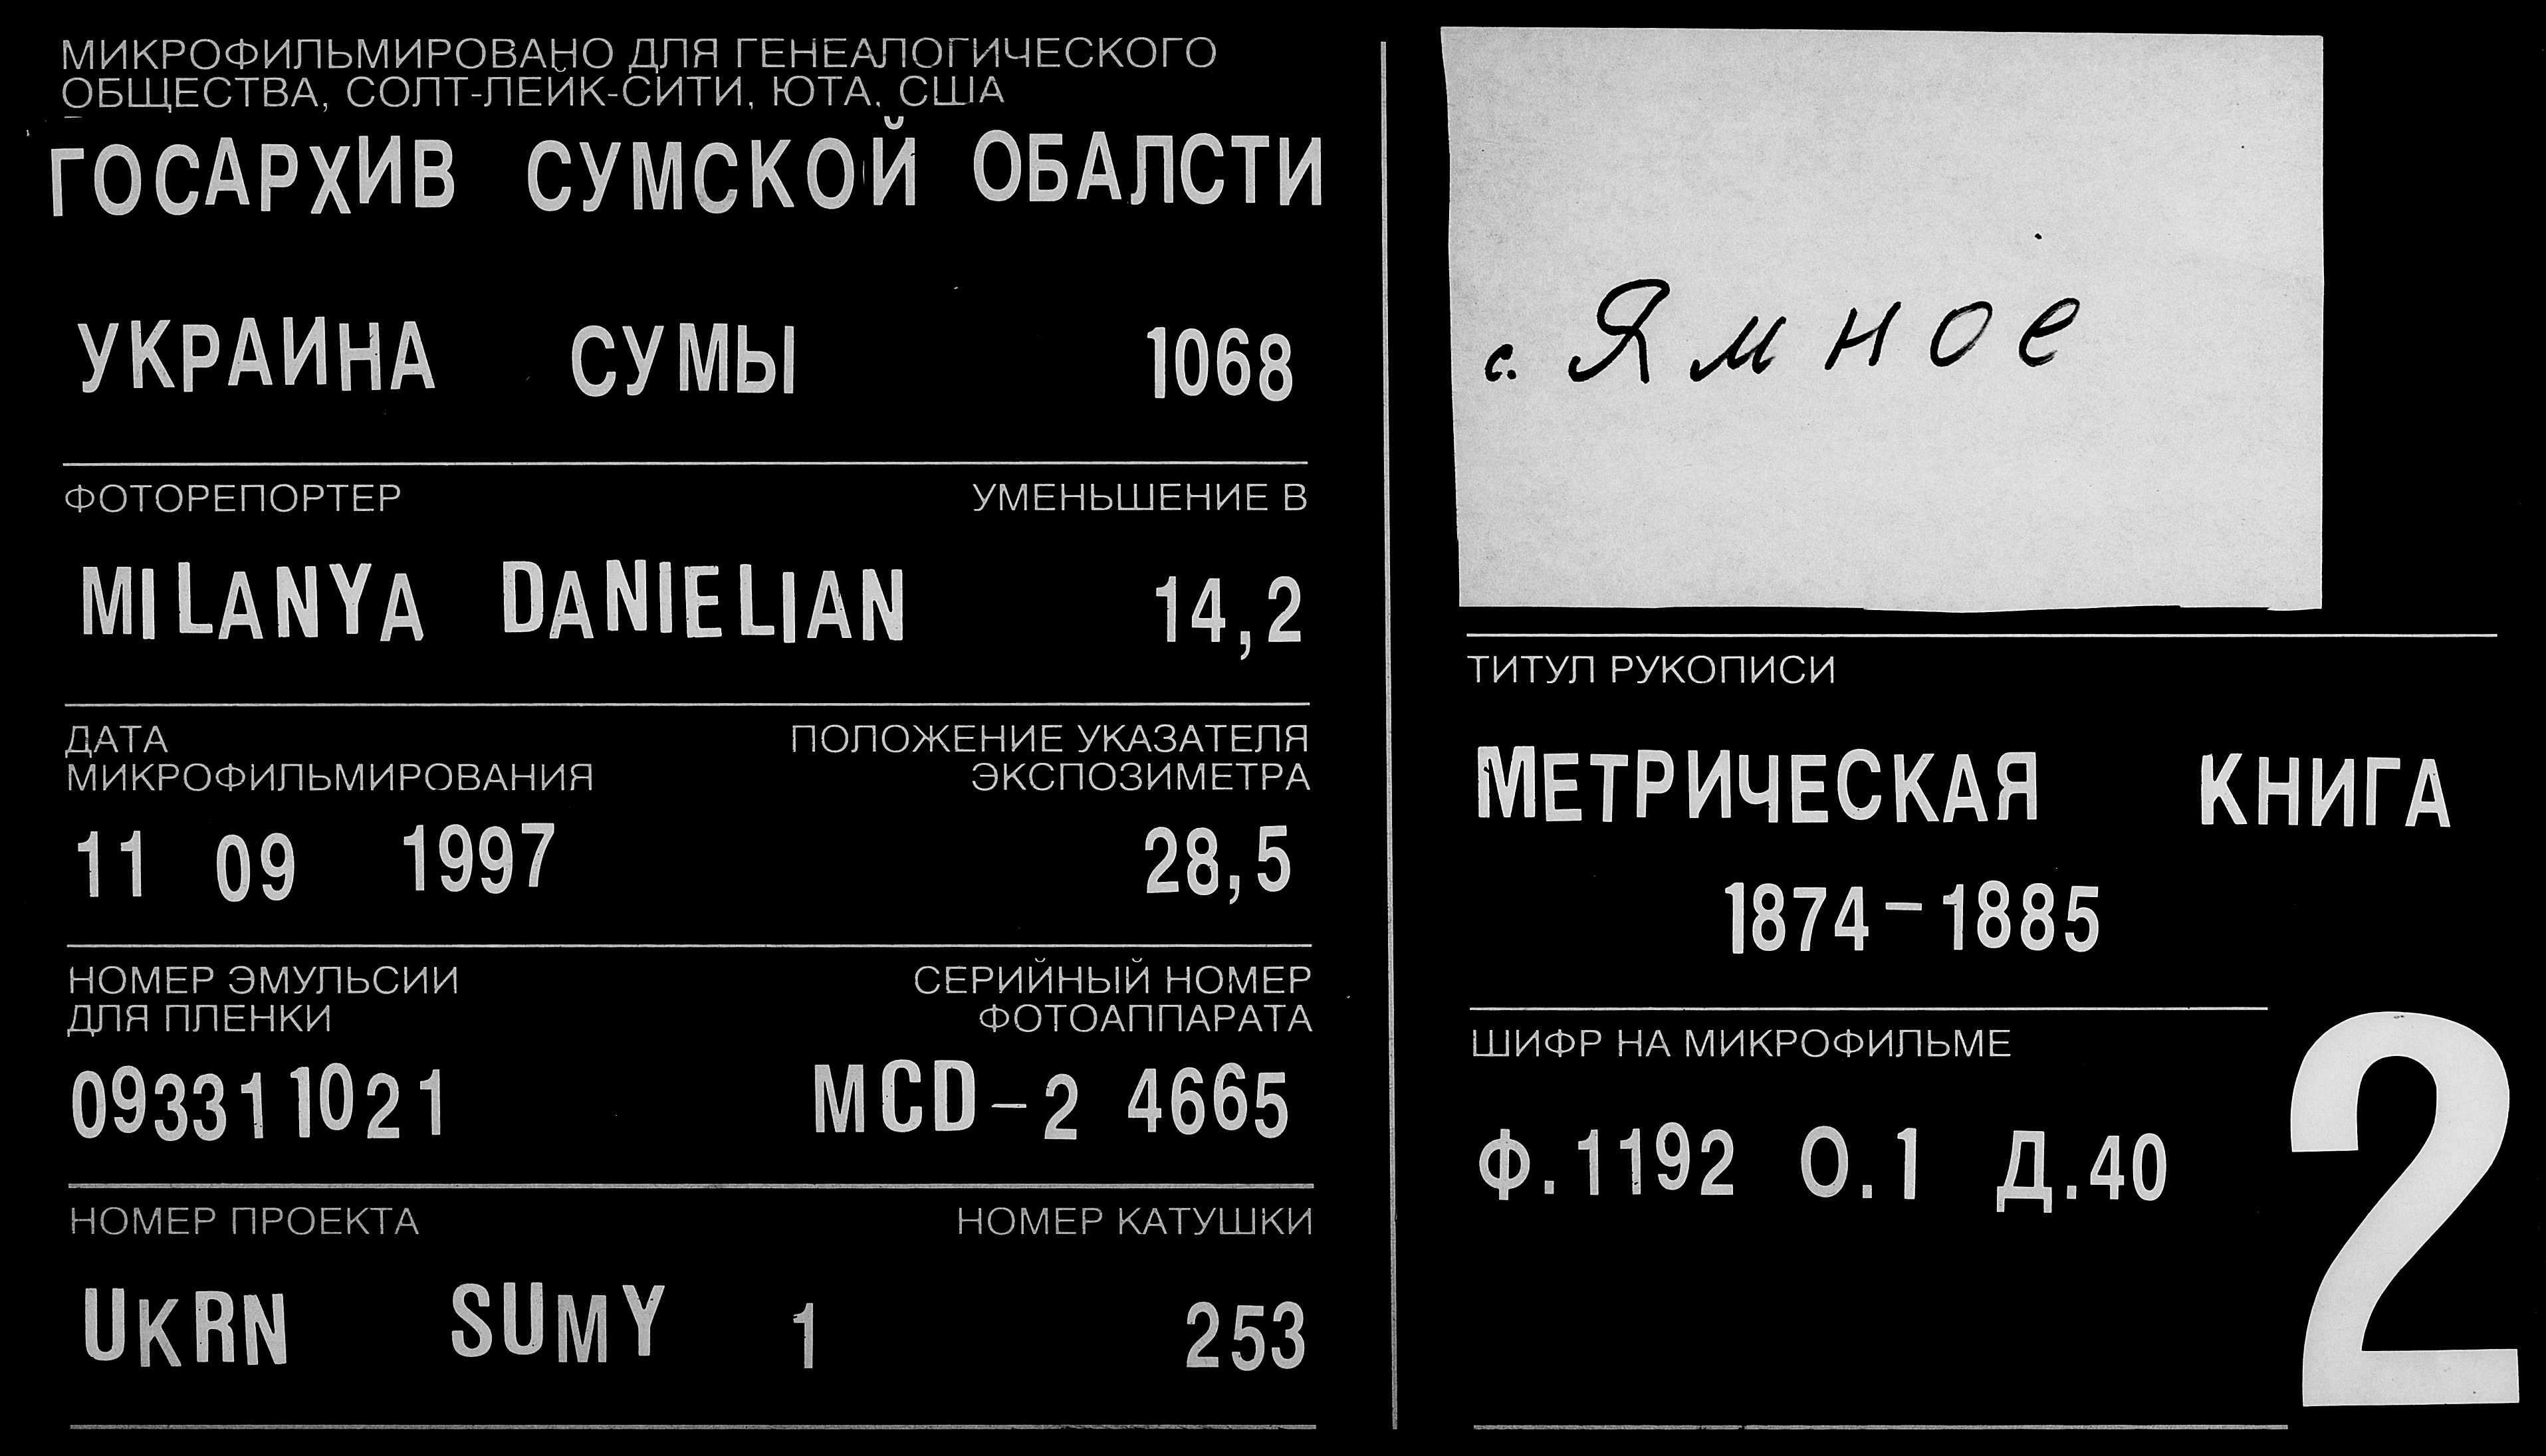 МИКРОФИЛЬМИРОВАНО ДЛЯ ГЕНЕАЛОГИЧЕСКОГО
ОБЩЕСТВА, СОЛТ-ЛЕЙК-СИТИ, ЮТА, США
ГОСАРХИВ СУМСКОЙ ОБАЛСТИ
УКРАИНА СУМЫ 1068
ФОТОРЕПОРТЕР УМЕНЬШЕНИЕ В
MILANYA DANIELIAN 14,2
ДАТА ПОЛОЖЕНИЕ УКАЗАТЕЛЯ
МИКРОФИЛЬМИРОВАНИЯ ЭКСПОЗИМЕТРА
11 09 1997 28,5
НОМЕР ЭМУЛЬСИИ СЕРИЙНЫЙ НОМЕР
ДЛЯ ПЛЕНКИ ФОТОАППАРАТА
093311021 MCD-2 4665
НОМЕР ПРОЕКТА НОМЕР КАТУШКИ
UKRN SUMY 1 253
с. Ямное
ТИТУЛ РУКОПИСИ
МЕТРИЧЕСКАЯ КНИГА
1874-1885
ШИФР НА МИКРОФИЛЬМЕ
Ф.1192 О.1 Д.40
2